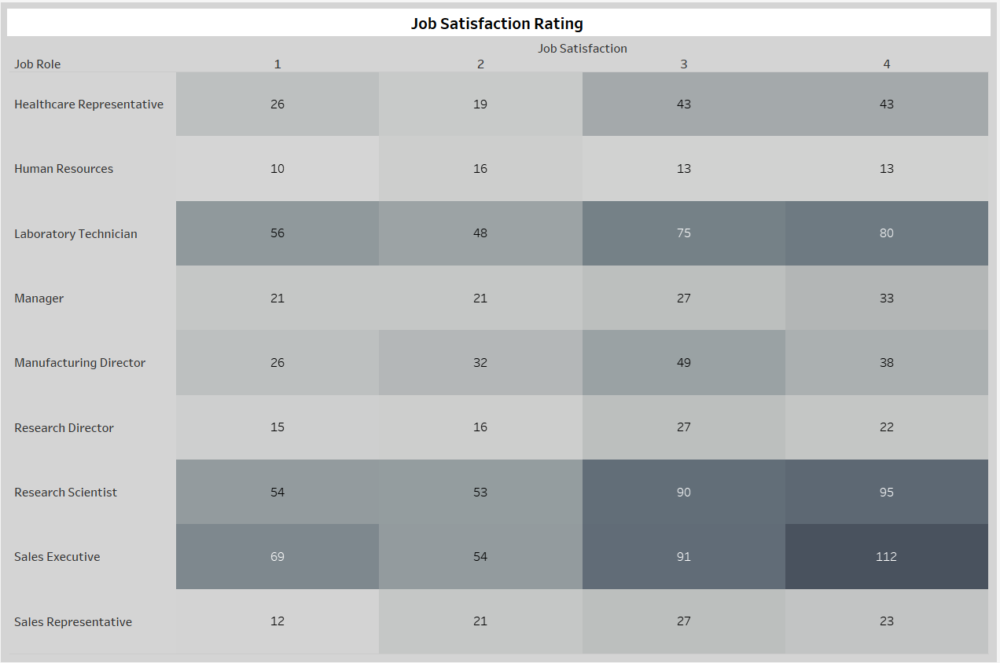 Job Satisfaction Rating
Job Satisfaction
Job Role 1 2 3 4
Healthcare Representative 26 19 43 43
Human Resources 10 16 13 13
Laboratory Technician 56 48 75 80
Manager 21 21 27 33
Manufacturing Director 26 32 49 38
Research Director 15 16 27 22
Research Scientist 54 53 90 95
Sales Executive 69 54 91 112
Sales Representative 12 21 27 23